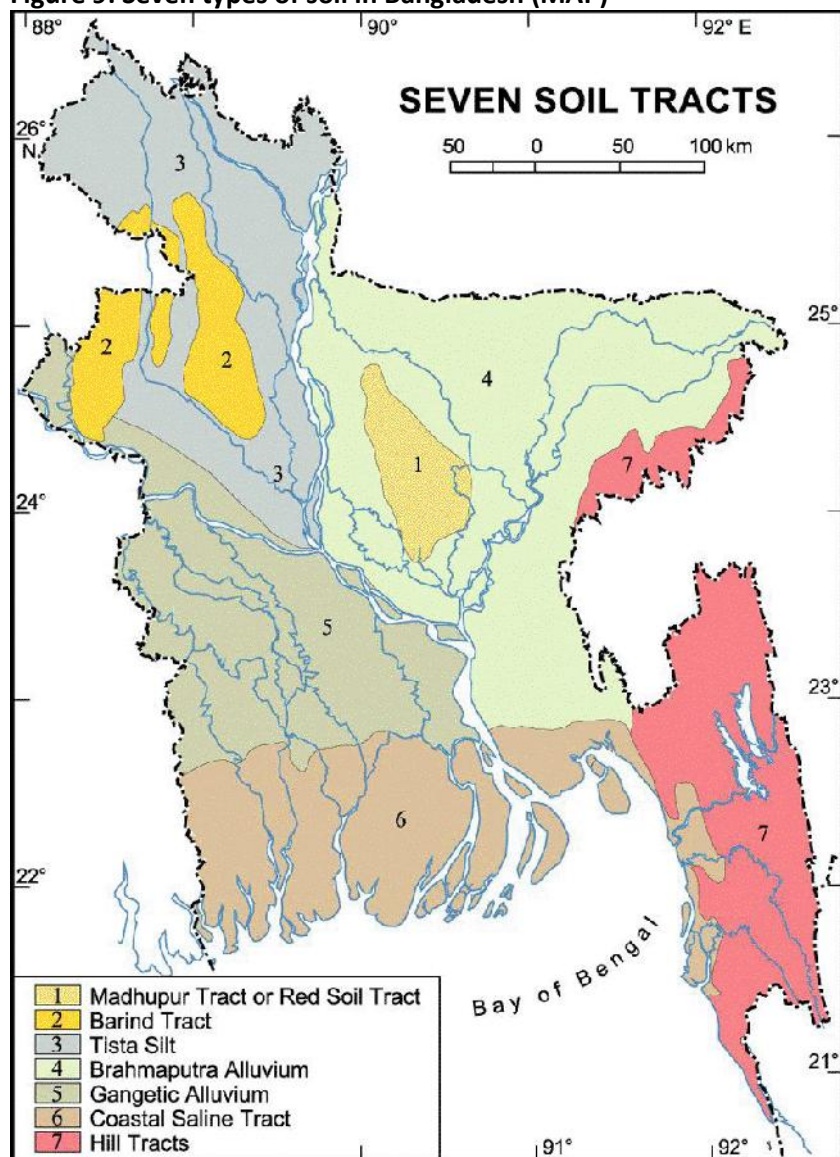 Figure Seven types of soil in Bangladesh (MAP)
88° 90° 92° E
SEVEN SOIL TRACTS
50 0 50 100 km
26°
N
3
25°
2
2
4
1
7
3
24°
5
23°
6
7
22°
Bay of Bengal
21°
1 Madhupur Tract or Red Soil Tract
2 Barind Tract
3 Tista Silt
4 Brahmaputra Alluvium
5 Gangetic Alluvium
6 Coastal Saline Tract
7 Hill Tracts
91° 92°